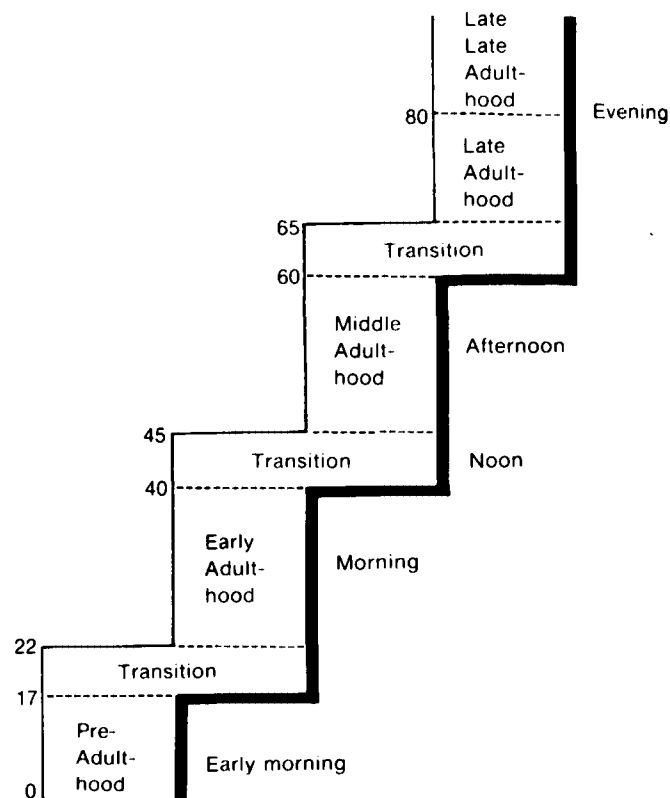 Late
Late
Adult-
hood
80
Evening
Late
Adult-
hood
65
Transition
60
Middle
Adult-
hood
Afternoon
45
Transition
Noon
40
Early
Adult-
hood
Morning
22
Transition
17
Pre-
Adult-
hood
Early morning
0